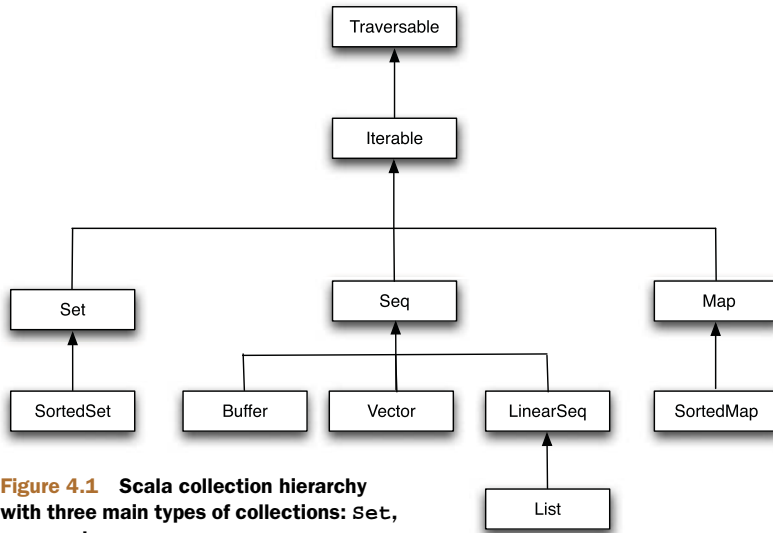 Traversable
Iterable
Set
Seq
Map
SortedSet
Buffer
Vector
LinearSeq
SortedMap
List
Figure 4.1 Scala collection hierarchy
with three main types of collections: Set,